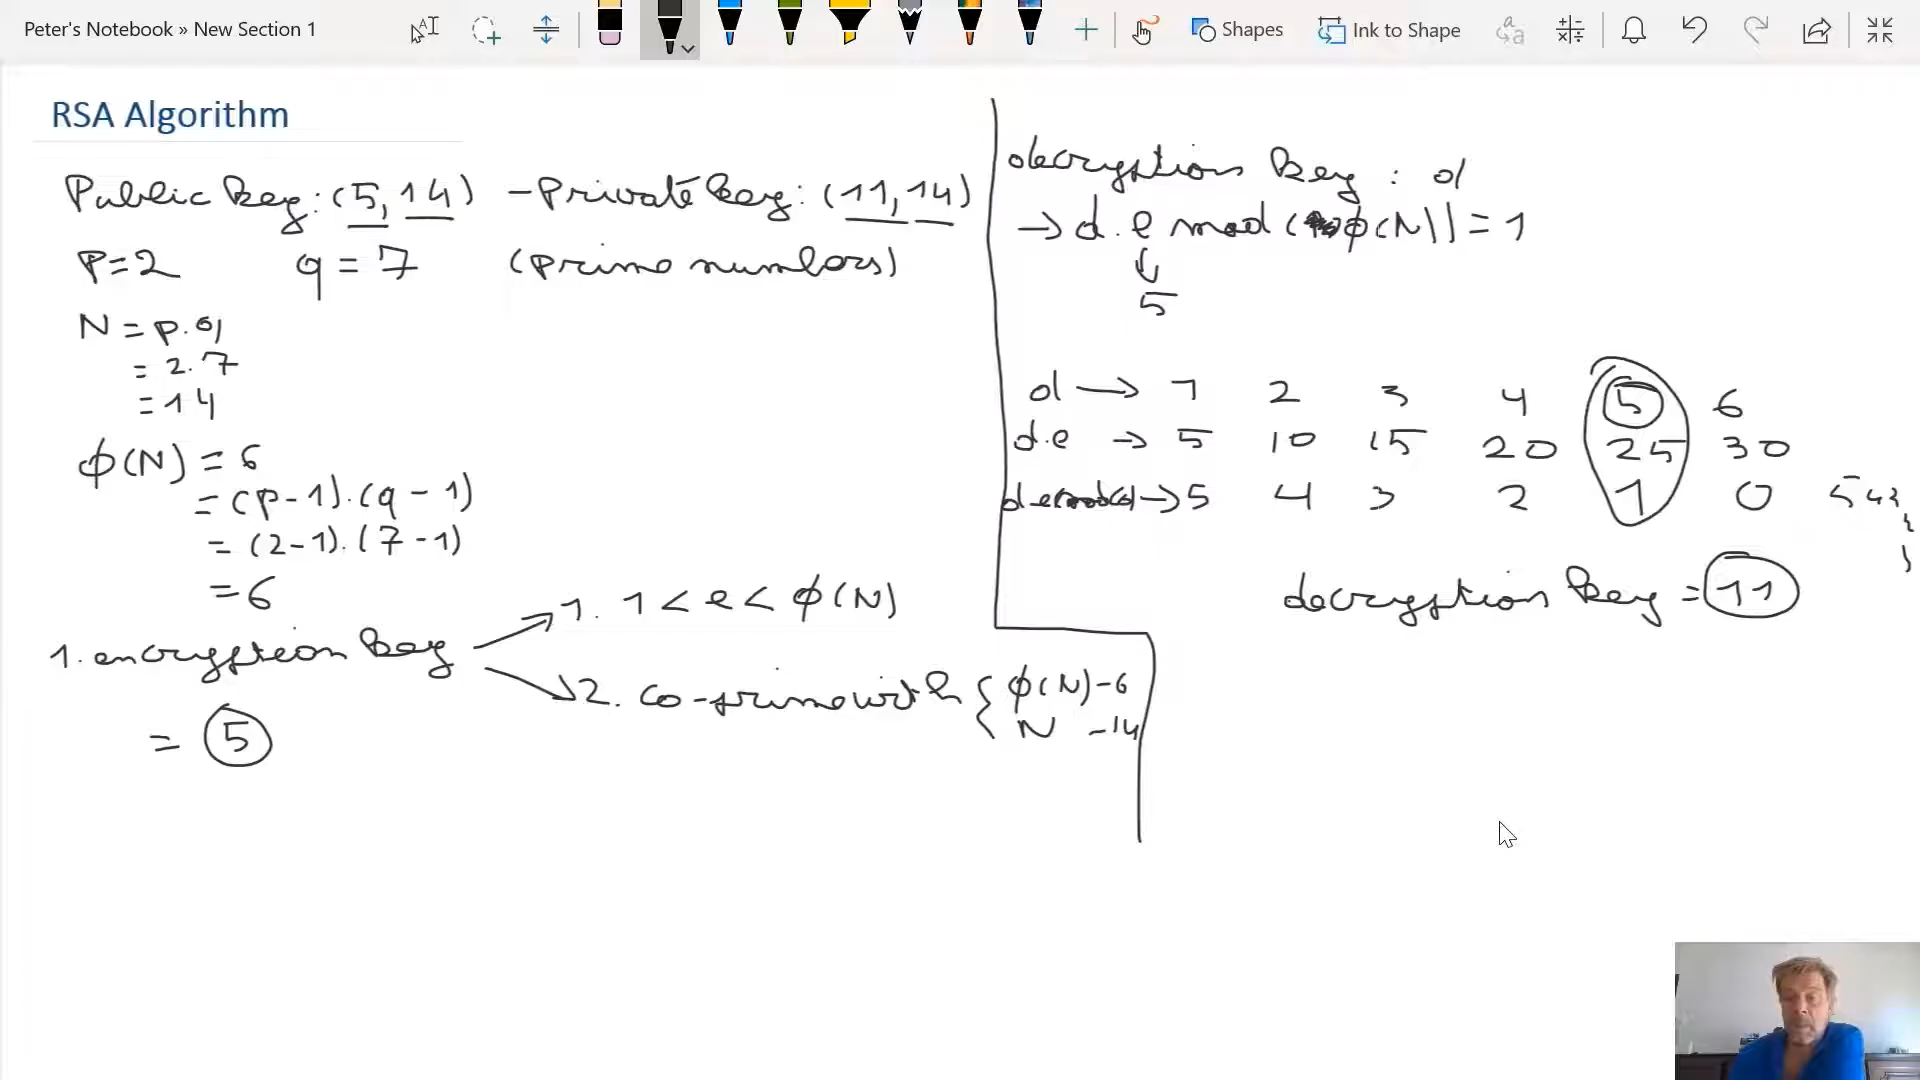 Peter's Notebook » New Section 1
Shapes
Ink to Shape
RSA Algorithm
Public key: (5, 14) - Private key: (11, 14)
P = 2 q = 7 (prime numbers)
N = p.q
= 2.7
= 14
ϕ(N) = 6
= (p-1).(q-1)
= (2-1).(7-1)
= 6
1. encryption key
= 5
1. 1 < e < ϕ(N)
2. co-prime with { ϕ(N) - 6
N - 14
decryption key : d
→ d.e mod (ϕ(N)) = 1
↓
5
d → 1 2 3 4 5 6
d.e → 5 10 15 20 25 30
→ 5 4 3 2 1 0 5 4 3
decryption key = 11